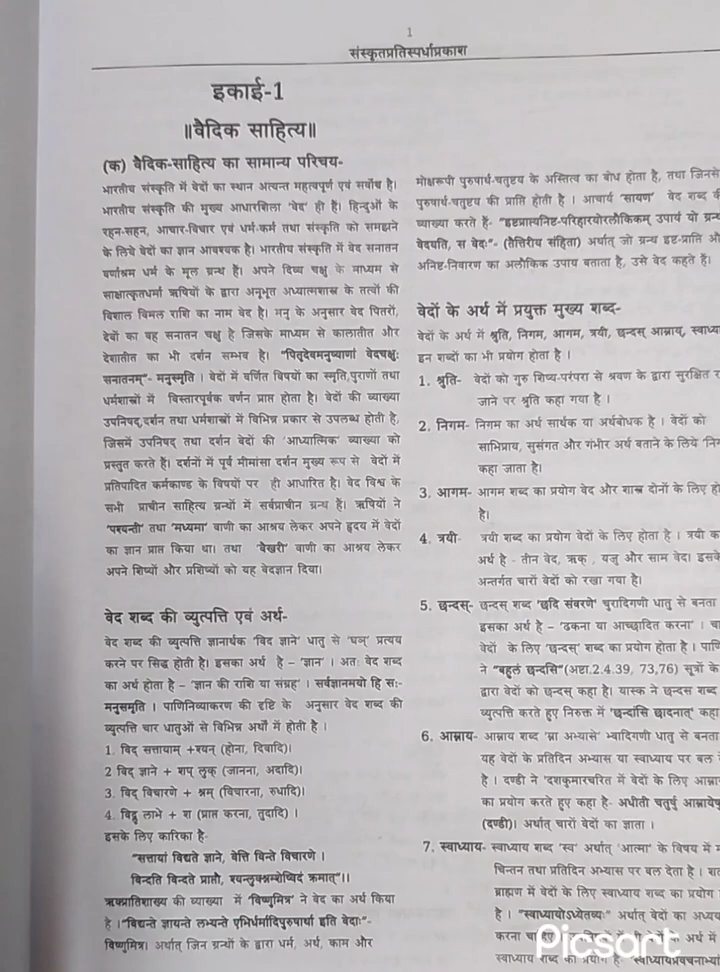 1
संस्कृतप्रतिस्पर्धाप्रकाश
इकाई-1
॥वैदिक साहित्य॥
(क) वैदिक-साहित्य का सामान्य परिचय-
भारतीय संस्कृति में वेदों का स्थान अत्यन्त महत्वपूर्ण एवं सर्वोच्च है।
भारतीय संस्कृति की मुख्य आधारशिला 'वेद' ही हैं। हिन्दुओं के
रहन-सहन, आचार-विचार एवं धर्म-कर्म तथा संस्कृति को समझने
के लिये वेदों का ज्ञान आवश्यक है। भारतीय संस्कृति में वेद सनातन
वर्णाश्रम धर्म के मूल ग्रन्थ हैं। अपने दिव्य चक्षु के माध्यम से
साक्षात्कृतधर्मा ऋषियों के द्वारा अनुभूत अध्यात्मशास्त्र के तत्वों की
विशाल विमल राशि का नाम वेद है। मनु के अनुसार वेद पितरों,
देवों का वह सनातन चक्षु है जिसके माध्यम से कालातीत और
देशातीत का भी दर्शन सम्भव है। "पितृदेवमनुष्याणां वेदचक्षुः
सनातनम्"- मनुस्मृति । वेदों में वर्णित विषयों का स्मृति,पुराणों तथा
धर्मशास्त्रों में विस्तारपूर्वक वर्णन प्राप्त होता है। वेदों की व्याख्या
उपनिषद्,दर्शन तथा धर्मशास्त्रों में विभिन्न प्रकार से उपलब्ध होती है,
जिसमें उपनिषद् तथा दर्शन वेदों की 'आध्यात्मिक' व्याख्या को
प्रस्तुत करते हैं। दर्शनों में पूर्व मीमांसा दर्शन मुख्य रूप से वेदों में
प्रतिपादित कर्मकाण्ड के विषयों पर ही आधारित है। वेद विश्व के
सभी प्राचीन साहित्य ग्रन्थों में सर्वप्राचीन ग्रन्थ हैं। ऋषियों ने
'पश्यन्ती' तथा 'मध्यमा' वाणी का आश्रय लेकर अपने हृदय में वेदों
का ज्ञान प्राप्त किया था। तथा 'वैखरी' वाणी का आश्रय लेकर
अपने शिष्यों और प्रशिष्यों को यह वेदज्ञान दिया।
वेद शब्द की व्युत्पत्ति एवं अर्थ-
वेद शब्द की व्युत्पत्ति ज्ञानार्थक 'विद ज्ञाने' धातु से 'घञ्' प्रत्यय
करने पर सिद्ध होती है। इसका अर्थ है – 'ज्ञान' । अतः वेद शब्द
का अर्थ होता है – 'ज्ञान की राशि या संग्रह' । सर्वज्ञानमयो हि सः-
मनुसमृति । पाणिनिव्याकरण की दृष्टि के अनुसार वेद शब्द की
व्युत्पत्ति चार धातुओं से विभिन्न अर्थों में होती है ।
1. विद् सत्तायाम् +श्यन् (होना, दिवादि)।
2 विद् ज्ञाने + शप् लुक् (जानना, अदादि)।
3. विद् विचारणे + श्नम् (विचारना, रुधादि)।
4. विद्लृ लाभे + श (प्राप्त करना, तुदादि) ।
इसके लिए कारिका है-
"सत्तायां विद्यते ज्ञाने, वेत्ति विन्ते विचारणे ।
विन्दति विन्दते प्राप्तौ, श्यन्लुक्श्नम्शेष्विदं क्रमात्"।।
ऋक्प्रातिशाख्य की व्याख्या में 'विष्णुमित्र' ने वेद का अर्थ किया
है ।"विद्यन्ते ज्ञायन्ते लभ्यन्ते एभिर्धर्मादिपुरुषार्था इति वेदाः"-
विष्णुमित्र। अर्थात् जिन ग्रन्थों के द्वारा धर्म, अर्थ, काम और
मोक्षरूपी पुरुषार्थ-चतुष्टय के अस्तित्व का बोध होता है, तथा जिनसे
पुरुषार्थ-चतुष्टय की प्राप्ति होती है । आचार्य 'सायण' वेद शब्द
व्याख्या करते हैं- "इष्टप्राप्त्यनिष्ट-परिहारयोरलौकिकम् उपायं यो
वेदयति, स वेदः"- (तैत्तिरीय संहिता) अर्थात् जो ग्रन्थ इष्ट-प्राप्ति
अनिष्ट-निवारण का अलौकिक उपाय बताता है, उसे वेद कहते हैं।
वेदों के अर्थ में प्रयुक्त मुख्य शब्द-
वेदों के अर्थ में श्रुति, निगम, आगम, त्रयी, छन्दस् आम्नाय,
इन शब्दों का भी प्रयोग होता है ।
1. श्रुति- वेदों को गुरु शिष्य-परंपरा से श्रवण के द्वारा सुरक्षित
जाने पर श्रुति कहा गया है ।
2. निगम- निगम का अर्थ सार्थक या अर्थबोधक है । वेदों को
साभिप्राय, सुसंगत और गंभीर अर्थ बताने के लिये
कहा जाता है।
3. आगम- आगम शब्द का प्रयोग वेद और शास्त्र दोनों के लिए
है।
4. त्रयी- त्रयी शब्द का प्रयोग वेदों के लिए होता है । त्रयी
अर्थ है - तीन वेद, ऋक् , यजु और साम वेद। इसके
अन्तर्गत चारों वेदों को रखा गया है।
5. छन्दस्- छन्दस् शब्द 'छदि संवरणे' चुरादिगणी धातु से बनता
इसका अर्थ है – 'ढकना या आच्छादित करना' ।
वेदों के लिए 'छन्दस्' शब्द का प्रयोग होता है ।
ने "बहुलं छन्दसि"(अष्टा.2.4.39, 73,76) सूत्रों के
द्वारा वेदों को छन्दस् कहा है। यास्क ने छन्दस शब्द
व्युत्पत्ति करते हुए निरुक्त में 'छन्दांसि छादनात्' कहा
6. आम्नाय- आम्नाय शब्द 'म्ना अभ्यासे' भ्वादिगणी धातु से बनता
यह वेदों के प्रतिदिन अभ्यास या स्वाध्याय पर बल
है । दण्डी ने 'दशकुमारचरित में वेदों के लिए
का प्रयोग करते हुए कहा है- अधीती चतुर्षु
(दण्डी)। अर्थात् चारों वेदों का ज्ञाता ।
7. स्वाध्याय- स्वाध्याय शब्द 'स्व' अर्थात् 'आत्मा' के विषय में
चिन्तन तथा प्रतिदिन अभ्यास पर बल देता है ।
ब्राह्मण में वेदों के लिए स्वाध्याय शब्द का प्रयोग
है । "स्वाध्यायोऽध्येतव्यः" अर्थात् वेदों का
करना अर्थ में
स्वाध्याय शब्द का प्रयोग है-
Picsart